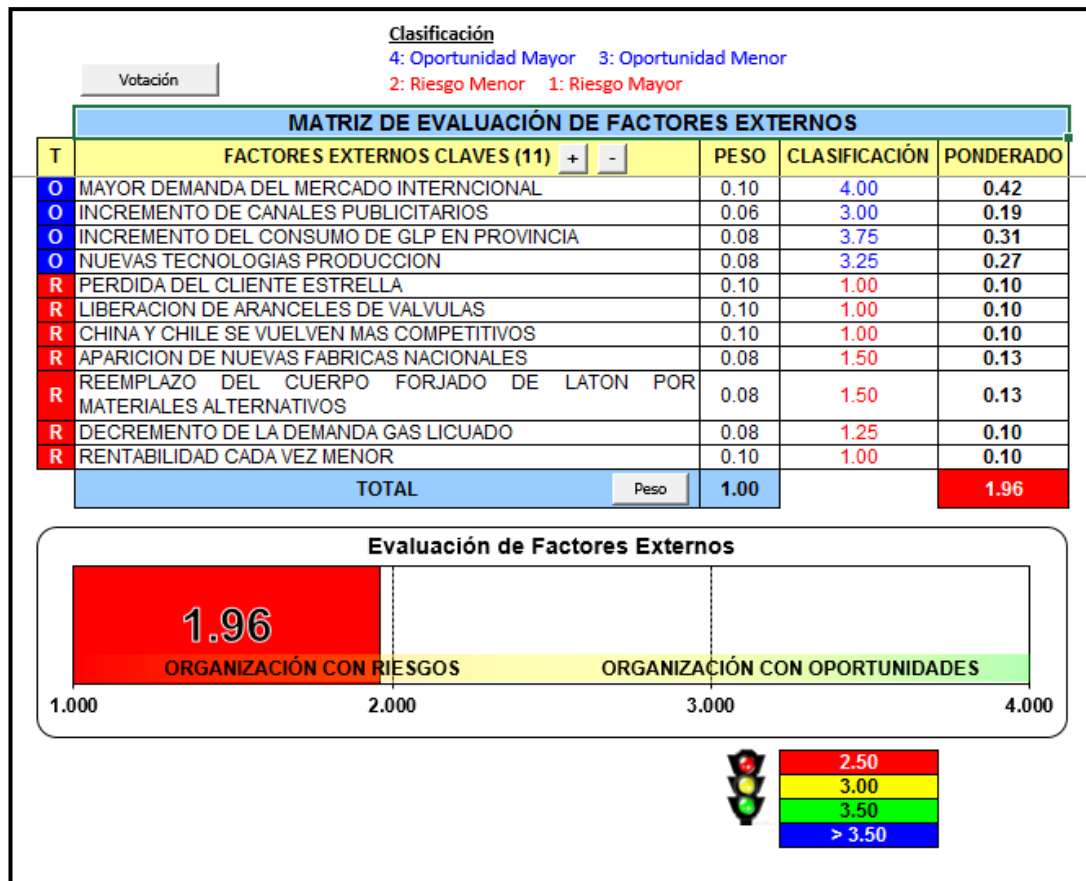 Clasificación
4: Oportunidad Mayor 3: Oportunidad Menor
Votación
2: Riesgo Menor 1: Riesgo Mayor
MATRIZ DE EVALUACIÓN DE FACTORES EXTERNOS
T FACTORES EXTERNOS CLAVES (11) + - PESO CLASIFICACIÓN PONDERADO
O MAYOR DEMANDA DEL MERCADO INTERNCIONAL 0.10 4.00 0.42
O INCREMENTO DE CANALES PUBLICITARIOS 0.06 3.00 0.19
O INCREMENTO DEL CONSUMO DE GLP EN PROVINCIA 0.08 3.75 0.31
O NUEVAS TECNOLOGIAS PRODUCCION 0.08 3.25 0.27
R PERDIDA DEL CLIENTE ESTRELLA 0.10 1.00 0.10
R LIBERACION DE ARANCELES DE VALVULAS 0.10 1.00 0.10
R CHINA Y CHILE SE VUELVEN MAS COMPETITIVOS 0.10 1.00 0.10
R APARICION DE NUEVAS FABRICAS NACIONALES 0.08 1.50 0.13
R REEMPLAZO DEL CUERPO FORJADO DE LATON POR
MATERIALES ALTERNATIVOS 0.08 1.50 0.13
R DECREMENTO DE LA DEMANDA GAS LICUADO 0.08 1.25 0.10
R RENTABILIDAD CADA VEZ MENOR 0.10 1.00 0.10
TOTAL Peso 1.00 1.96
Evaluación de Factores Externos
1.96
ORGANIZACIÓN CON RIESGOS ORGANIZACIÓN CON OPORTUNIDADES
1.000 2.000 3.000 4.000
2.50
3.00
3.50
> 3.50